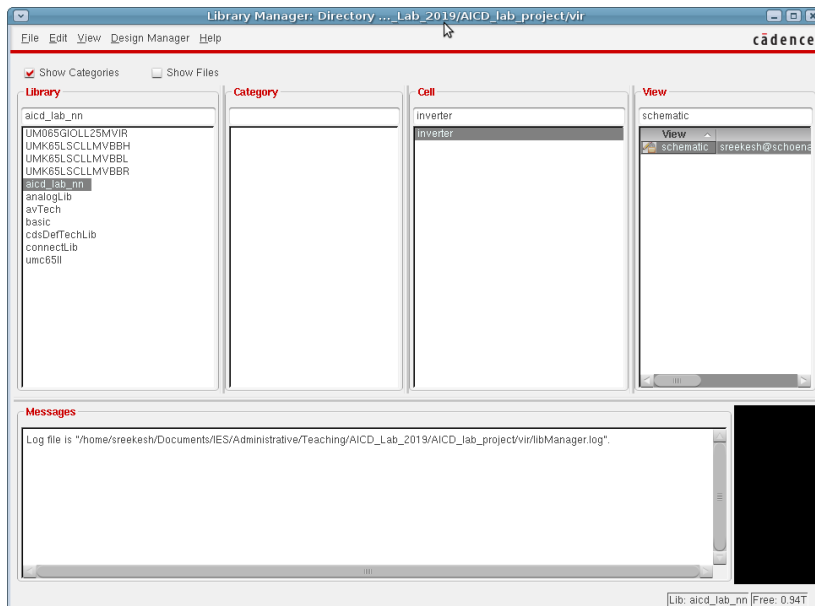 Library Manager: Directory ..._Lab_2019/AICD_lab_project/vir
File Edit View Design Manager Help
cādence
Show Categories Show Files
Library Category Cell View
aicd_lab_nn inverter schematic
UM065GIOLL25MVIR
UMK65LSCLLMVBBH
UMK65LSCLLMVBBL
UMK65LSCLLMVBBR
aicd_lab_nn
analogLib
avTech
basic
cdsDefTechLib
connectLib
umc65ll
inverter
View
schematic sreekesh@schoena
Messages
Log file is "/home/sreekesh/Documents/IES/Administrative/Teaching/AICD_Lab_2019/AICD_lab_project/vir/libManager.log".
Lib: aicd_lab_nn Free: 0.94T